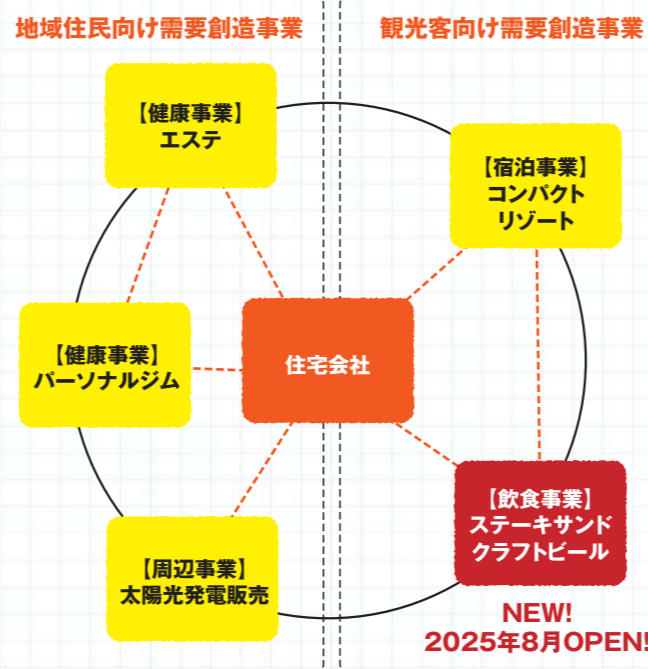 地域住民向け需要創造事業
観光客向け需要創造事業
【健康事業】
エステ
【宿泊事業】
コンパクト
リゾート
【健康事業】
パーソナルジム
住宅会社
【周辺事業】
太陽光発電販売
【飲食事業】
ステーキサンド
クラフトビール
NEW!
2025年8月OPEN!